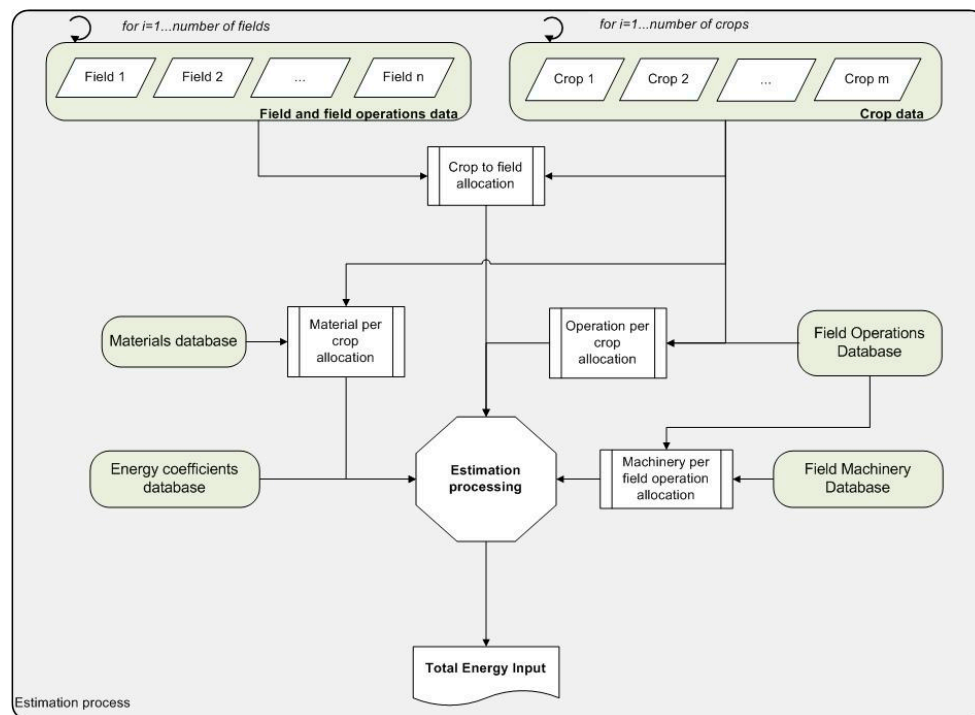 for i=1...number of fields
for i=1...number of crops
Field 1
Field 2
...
Field n
Field and field operations data
Crop 1
Crop 2
...
Crop m
Crop data
Crop to field
allocation
Materials database
Material per
crop
allocation
Operation per
crop
allocation
Field Operations
Database
Energy coefficients
database
Estimation
processing
Machinery per
field operation
allocation
Field Machinery
Database
Total Energy Input
Estimation process